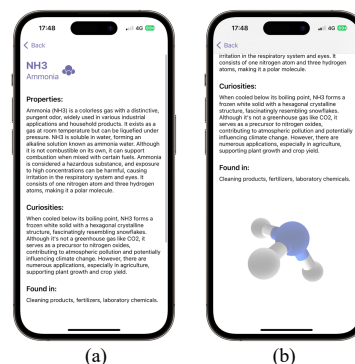 17:48
4G
Back
NH3
Ammonia
Properties:
Ammonia (NH3) is a colorless gas with a distinctive,
pungent odor, widely used in various industrial
applications and household products. It exists as a
gas at room temperature but can be liquefied under
pressure. NH3 is soluble in water, forming an
alkaline solution known as ammonia water. Although
it is not combustible on its own, it can support
combustion when mixed with certain fuels. Ammonia
is considered a hazardous substance, and exposure
to high concentrations can be harmful, causing
irritation in the respiratory system and eyes. It
consists of one nitrogen atom and three hydrogen
atoms, making it a polar molecule.
Curiosities:
When cooled below its boiling point, NH3 forms a
frozen white solid with a hexagonal crystalline
structure, fascinatingly resembling snowflakes.
Although it's not a greenhouse gas like CO2, it
serves as a precursor to nitrogen oxides,
contributing to atmospheric pollution and potentially
influencing climate change. However, there are
numerous applications, especially in agriculture,
supporting plant growth and crop yield.
Found in:
Cleaning products, fertilizers, laboratory chemicals.
(a)
17:48
4G
Back
irritation in the respiratory system and eyes. It
consists of one nitrogen atom and three hydrogen
atoms, making it a polar molecule.
Curiosities:
When cooled below its boiling point, NH3 forms a
frozen white solid with a hexagonal crystalline
structure, fascinatingly resembling snowflakes.
Although it's not a greenhouse gas like CO2, it
serves as a precursor to nitrogen oxides,
contributing to atmospheric pollution and potentially
influencing climate change. However, there are
numerous applications, especially in agriculture,
supporting plant growth and crop yield.
Found in:
Cleaning products, fertilizers, laboratory chemicals.
(b)